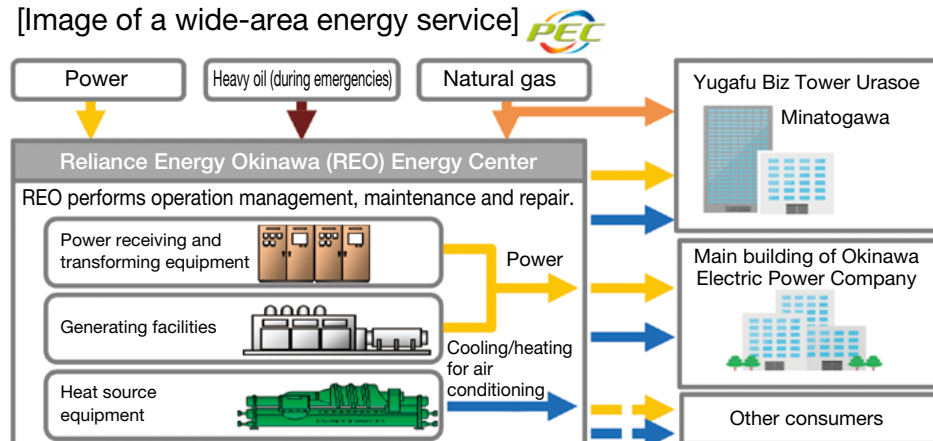 [Image of a wide-area energy service]
PEC
Power
Heavy oil (during emergencies)
Natural gas
Yugafu Biz Tower Urasoe
Minatogawa
Reliance Energy Okinawa (REO) Energy Center
REO performs operation management, maintenance and repair.
Power receiving and
transforming equipment
Power
Main building of Okinawa
Electric Power Company
Generating facilities
Cooling/heating
for air
conditioning
Heat source
equipment
Other consumers